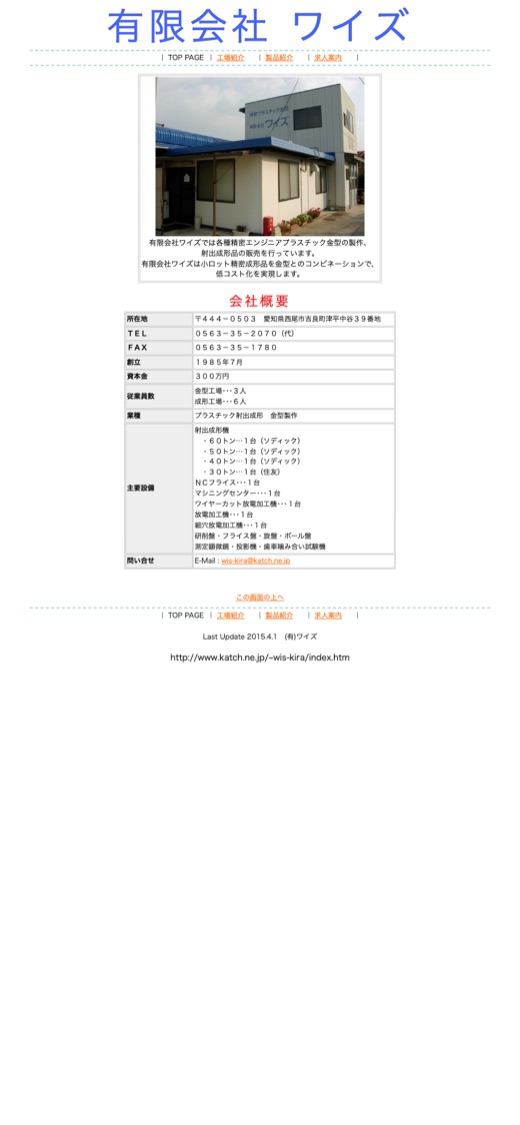 有限会社 ワイズ
| TOP PAGE | 工場紹介 | 製品紹介 | 求人案内 |
精密プラスチック金型
有限会社 ワイズ
有限会社ワイズでは各種精密エンジニアプラスチック金型の製作、
射出成形品の販売を行っています。
有限会社ワイズは小ロット精密成形品を金型とのコンビネーションで、
低コスト化を実現します。
会社概要
所在地 〒４４４－０５０３　愛知県西尾市吉良町津平中谷３９番地
ＴＥＬ ０５６３－３５－２０７０（代）
ＦＡＸ ０５６３－３５－１７８０
創立 １９８５年７月
資本金 ３００万円
従業員数 金型工場･･･３人
成形工場･･･６人
業種 プラスチック射出成形　金型製作
主要設備 射出成形機
・６０トン…１台（ソディック）
・５０トン…１台（ソディック）
・４０トン…１台（ソディック）
・３０トン…１台（住友）
ＮＣフライス･･･１台
マシニングセンター･･･１台
ワイヤーカット放電加工機･･･１台
放電加工機･･･１台
細穴放電加工機･･･１台
研削盤・フライス盤・旋盤・ボール盤
測定顕微鏡・投影機・歯車噛み合い試験機
問い合せ E-Mail : wis-kira@katch.ne.jp
この画面の上へ
| TOP PAGE | 工場紹介 | 製品紹介 | 求人案内 |
Last Update 2015.4.1　(有)ワイズ
http://www.katch.ne.jp/~wis-kira/index.htm